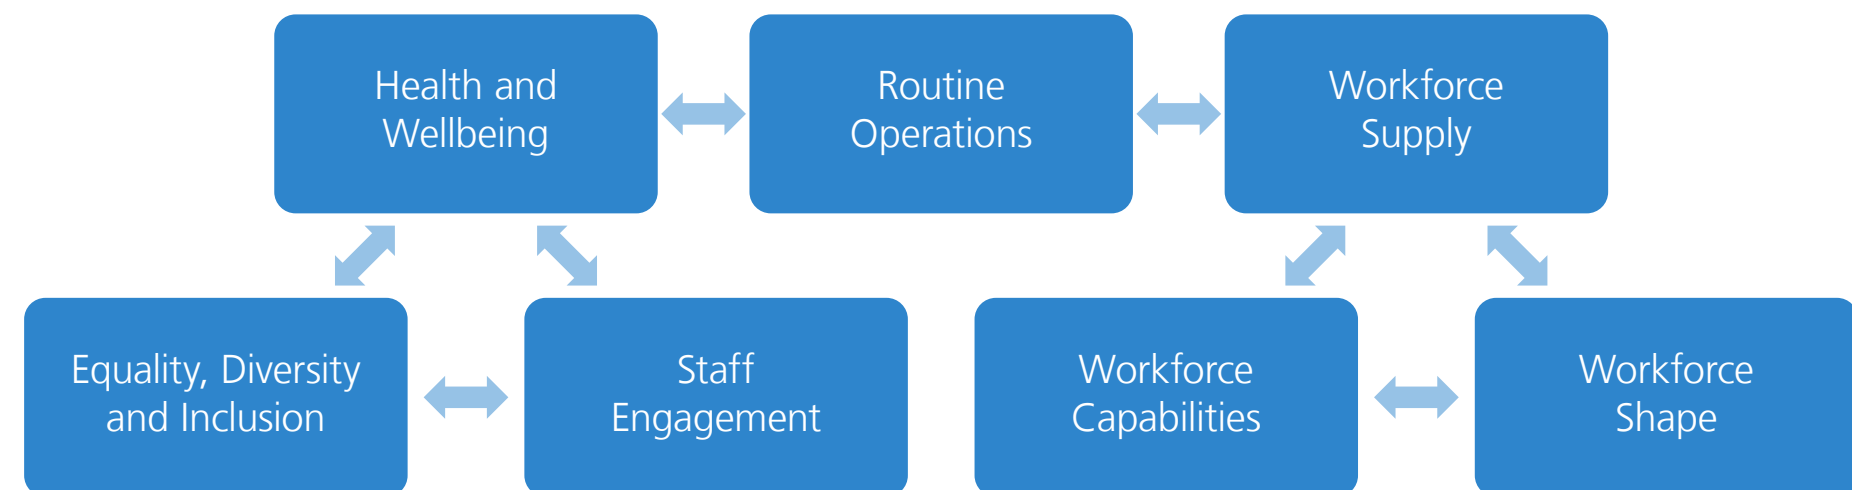 Health and
Wellbeing
Routine
Operations
Workforce
Supply
Equality, Diversity
and Inclusion
Staff
Engagement
Workforce
Capabilities
Workforce
Shape